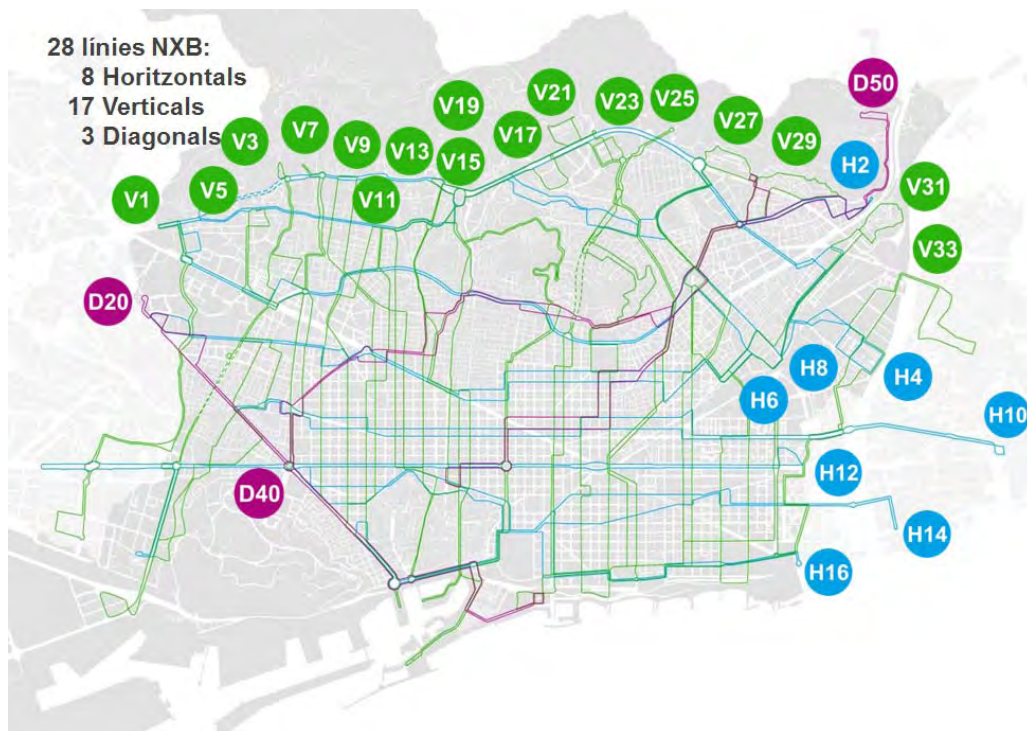 28 línies NXB:
8 Horitzontals
17 Verticals
3 Diagonals
V1
V3
V5
V7
V9
V11
V13
V15
V19
V17
V21
V23
V25
V27
V29
D50
H2
V31
V33
D20
H8
H4
H6
H10
D40
H12
H14
H16